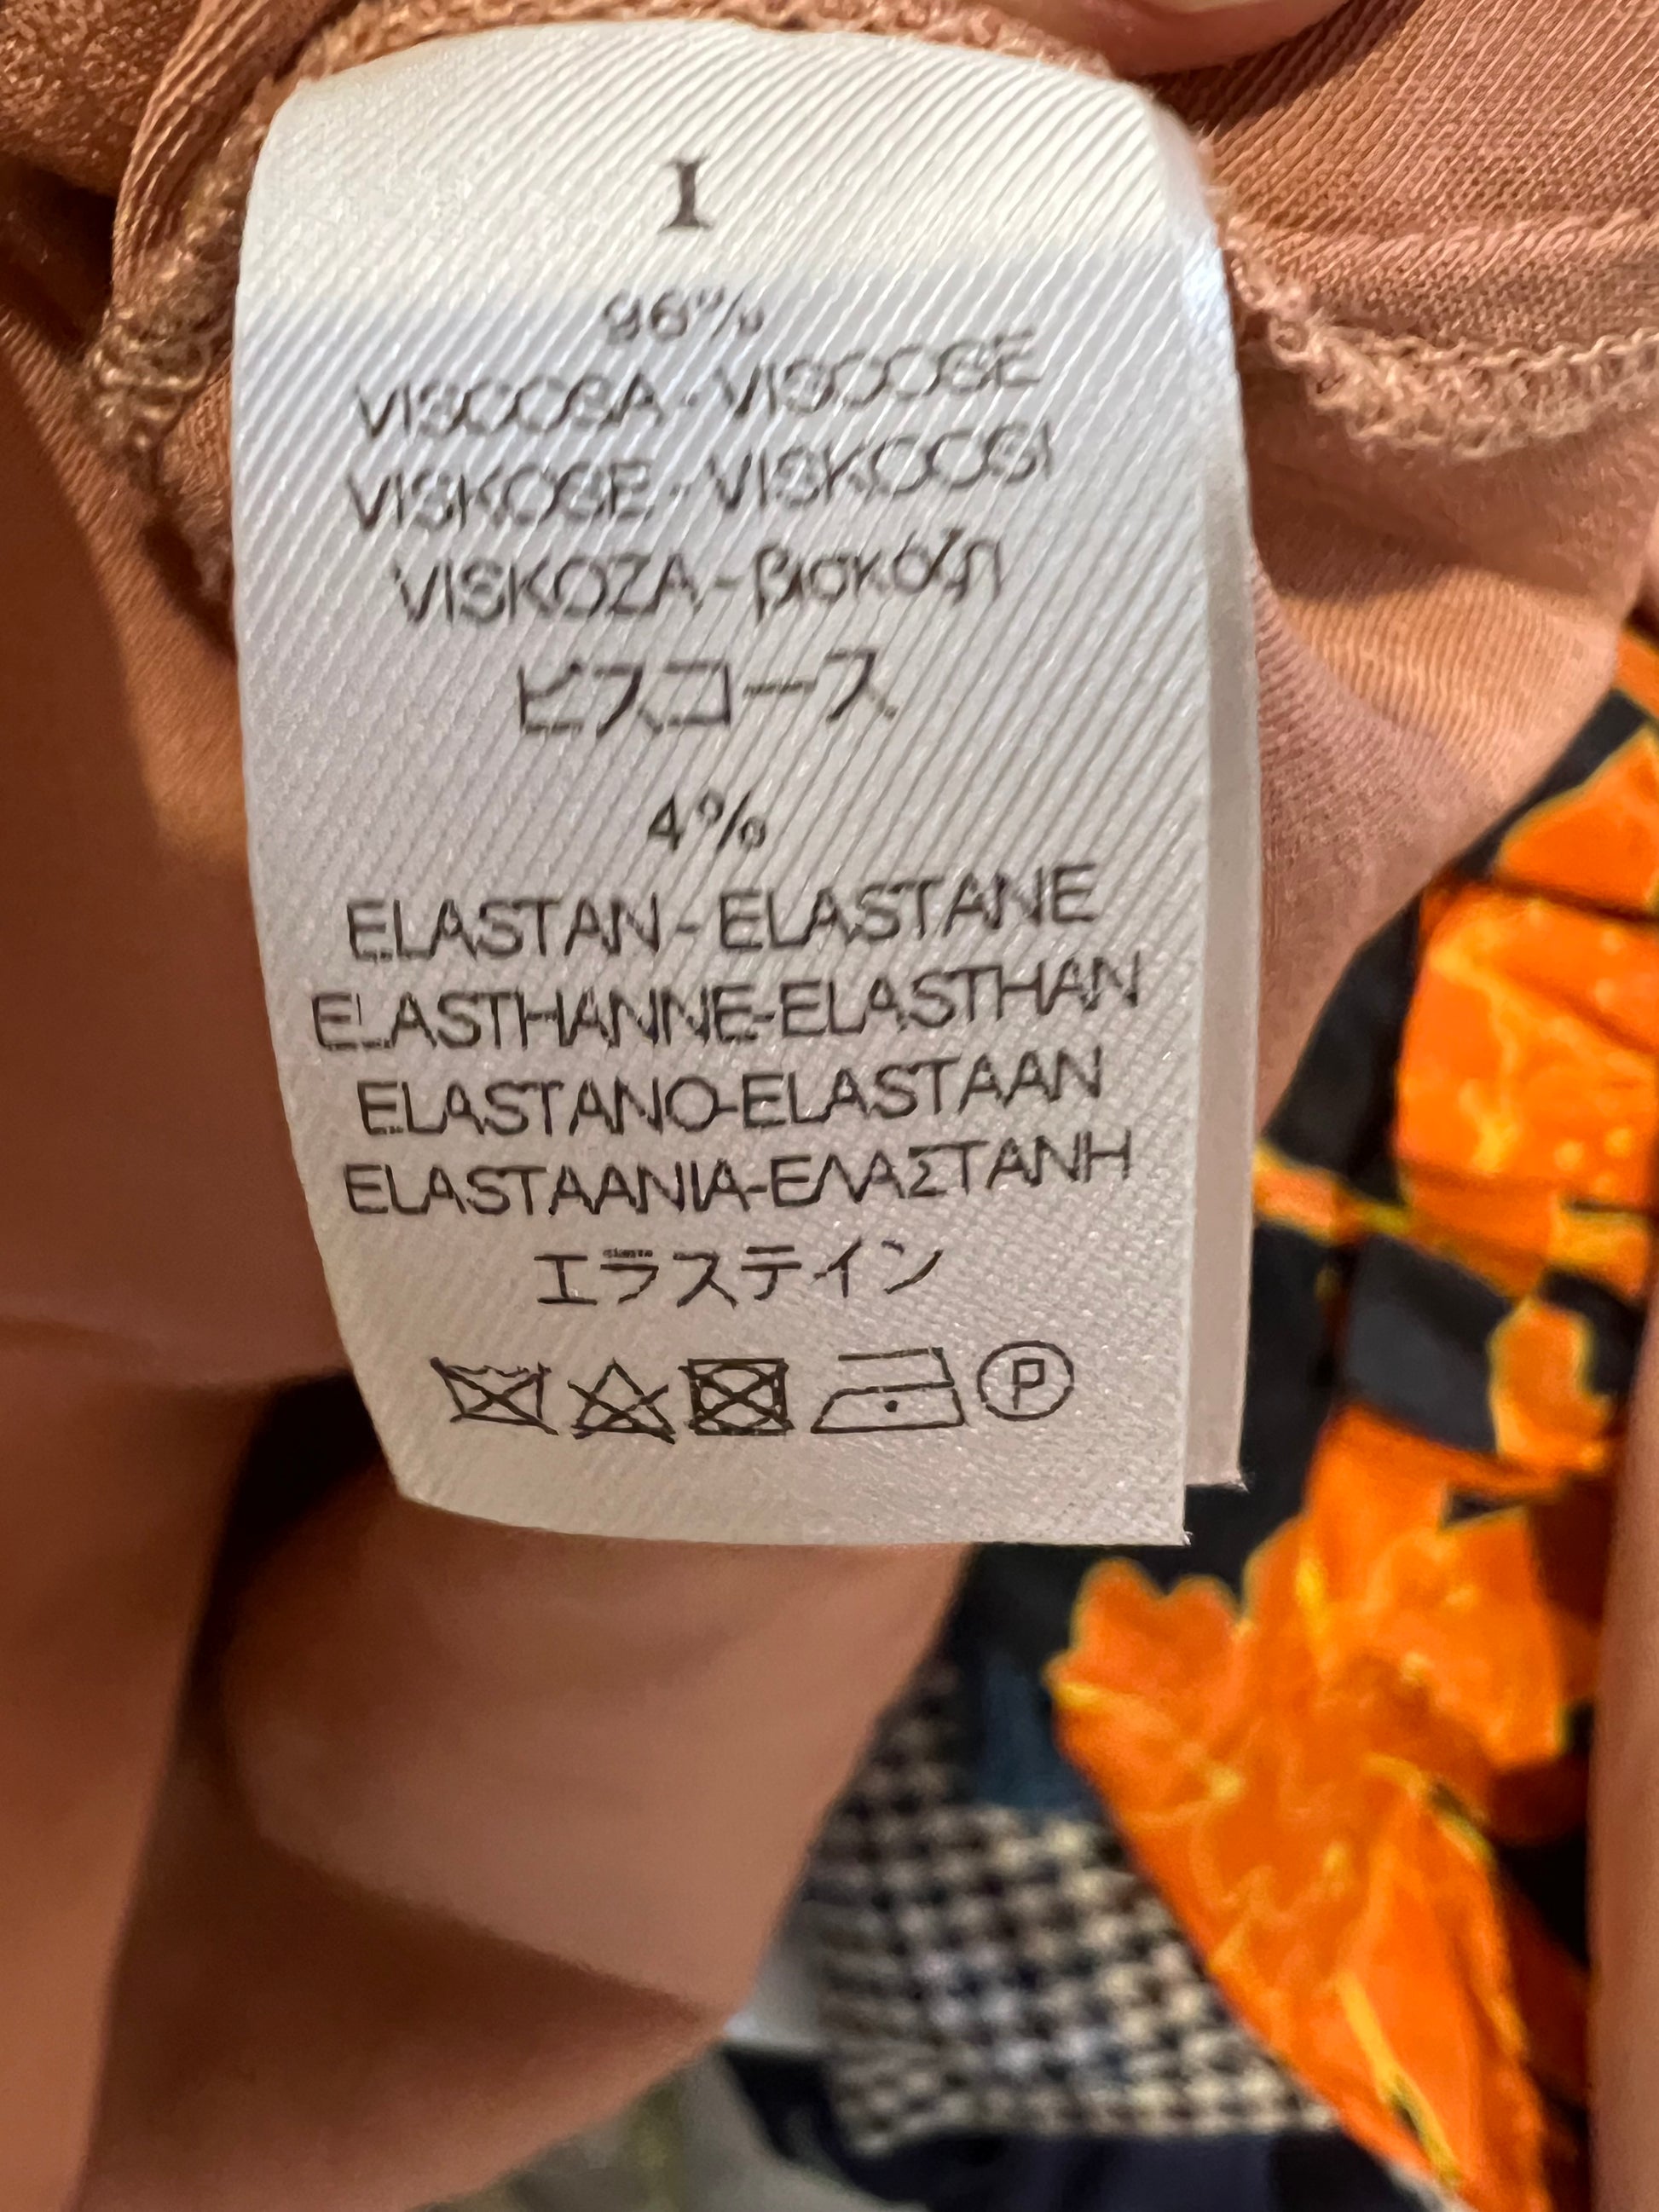 I
96%
VISCOSA - VISCOSE
VISKOSE - VISKOOSI
VISKOZA - βισκόζη
ビスコース
4%
ELASTAN - ELASTANE
ELASTHANNE-ELASTHAN
ELASTANO-ELASTAAN
ELASTAANIA-ΕΛΑΣΤΑΝΗ
エラステイン
P